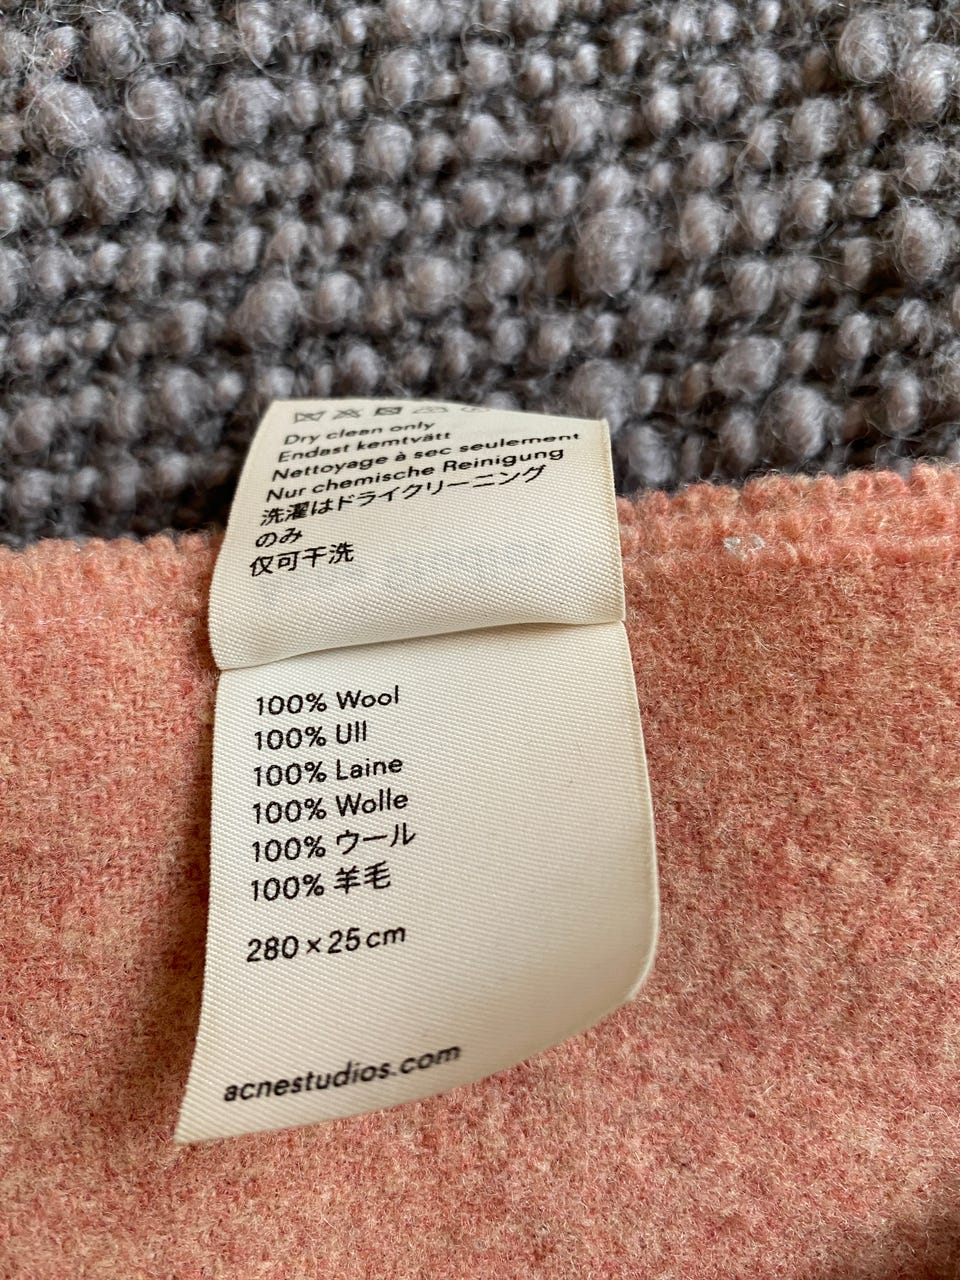 Dry clean only
Endast kemtvätt
Nettoyage à sec seulement
Nur chemische Reinigung
洗濯はドライクリーニング
のみ
仅可干洗
100% Wool
100% Ull
100% Laine
100% Wolle
100% ウール
100% 羊毛
280 × 25 cm
acnestudios.com